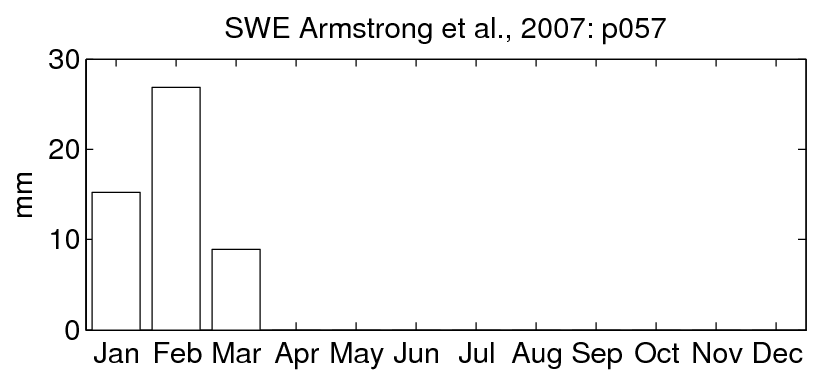 SWE Armstrong et al., 2007: p057
30
20
10
0
mm
Jan Feb Mar Apr May Jun Jul Aug Sep Oct Nov Dec